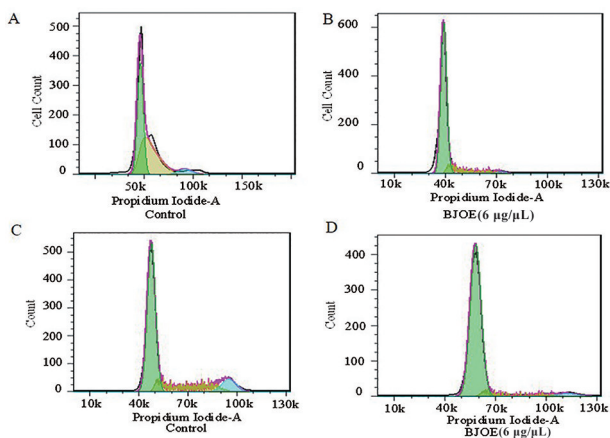 A
500
400
300
200
100
0
Cell Count
50k 100k 150k
Propidium Iodide-A
Control
B
600
400
200
0
Cell Count
10k 40k 70k 100k 130k
Propidium Iodide-A
BJOE(6 µg/µL)
C
500
400
300
200
100
0
Count
10k 40k 70k 100k 130k
Propidium Iodide-A
Control
D
400
300
200
100
0
Count
10k 40k 70k 100k 130k
Propidium Iodide-A
BJOE(6 µg/µL)